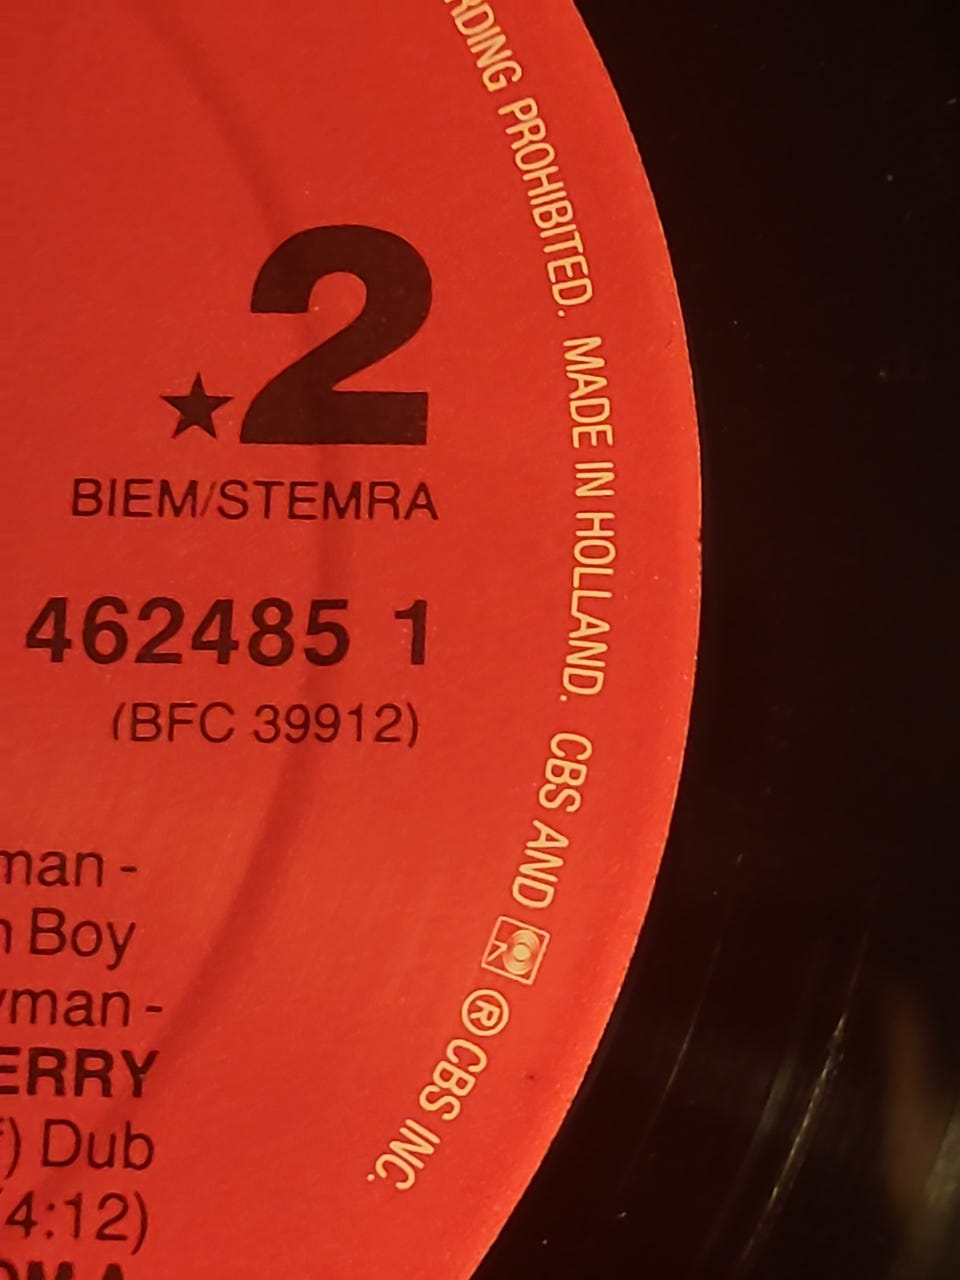 PROHIBITED. MADE IN HOLLAND. CBS AND ® CBS INC.
★2
BIEM/STEMRA
462485 1
(BFC 39912)
man -
Boy
man -
ERRY
) Dub
4:12)